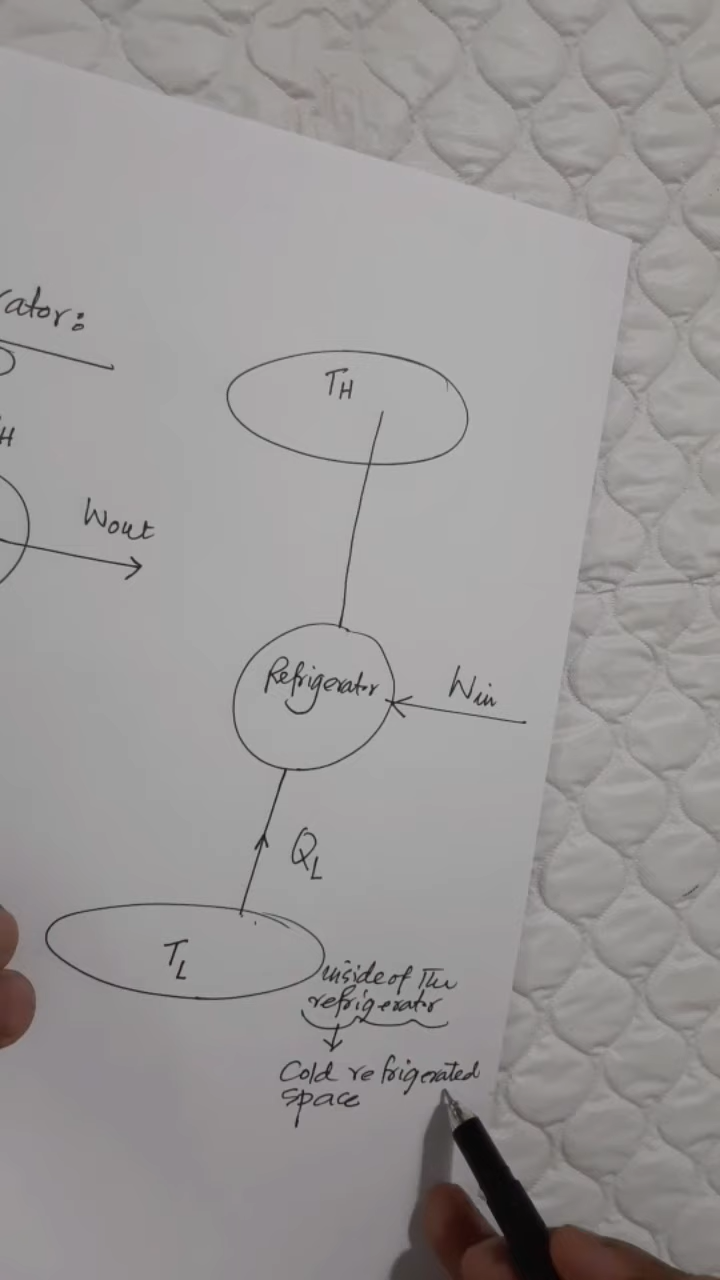 rator:
H
Wout
TH
Refrigerator
Win
QL
TL
inside of The
refrigerator
Cold refrigerated
space